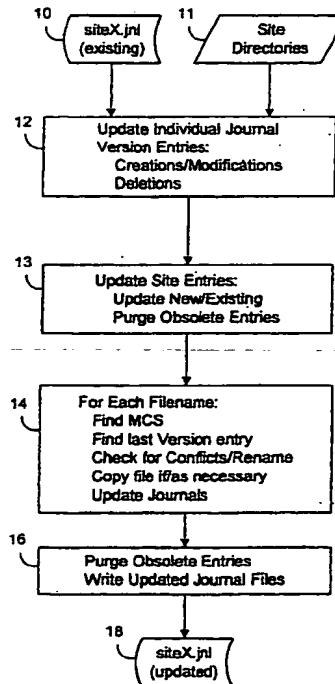 10
siteX.jnl
(existing)
11
Site
Directories
12
Update Individual Journal
Version Entries:
Creations/Modifications
Deletions
13
Update Site Entries:
Update New/Existing
Purge Obsolete Entries
14
For Each Filename:
Find MCS
Find last Version entry
Check for Conflicts/Rename
Copy file if/as necessary
Update Journals
16
Purge Obsolete Entries
Write Updated Journal Files
18
siteX.jnl
(updated)